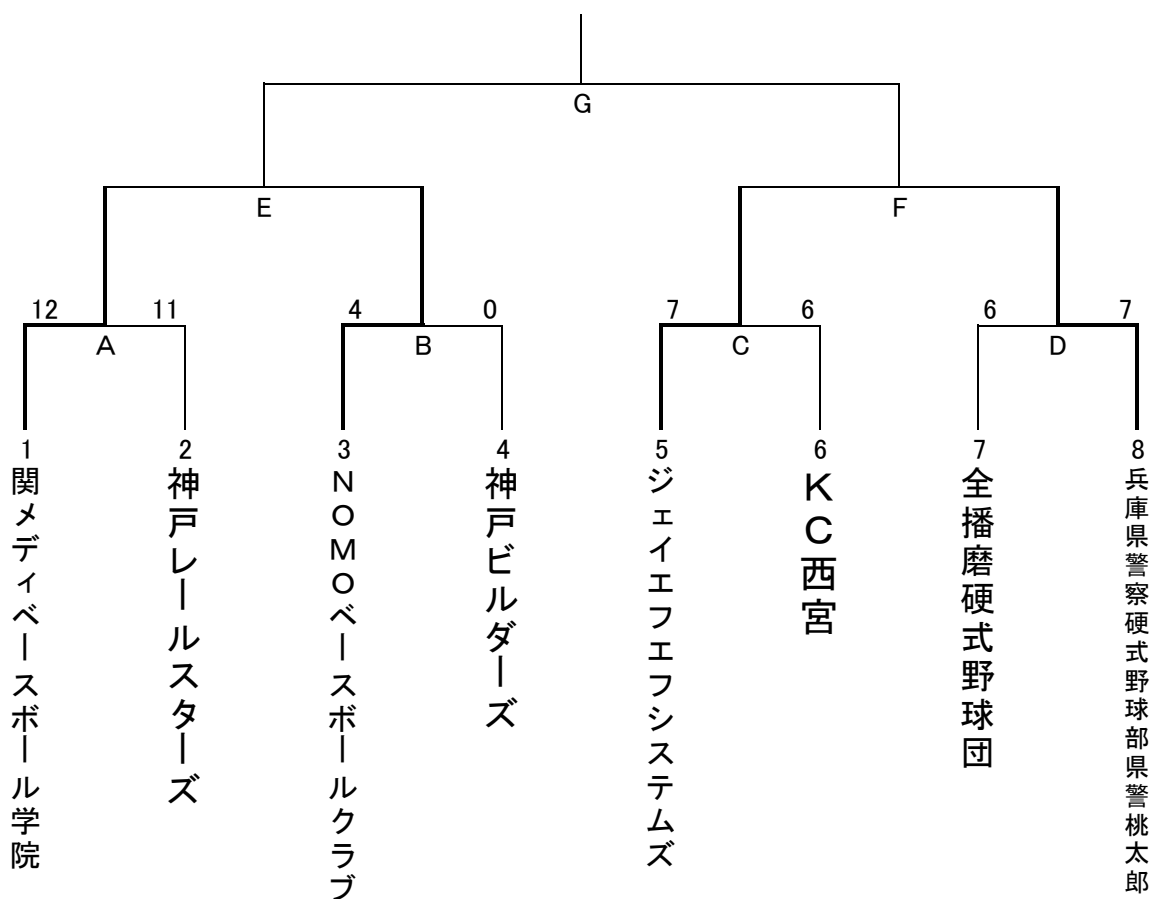 G
E
F
12 11 4 0 7 6 6 7
A B C D
1 2 3 4 5 6 7 8
関メディベースボール学院
神戸レールスターズ
NOMOベースボールクラブ
神戸ビルダーズ
ジェイエフエフシステムズ
KC西宮
全播磨硬式野球団
兵庫県警察硬式野球部県警桃太郎